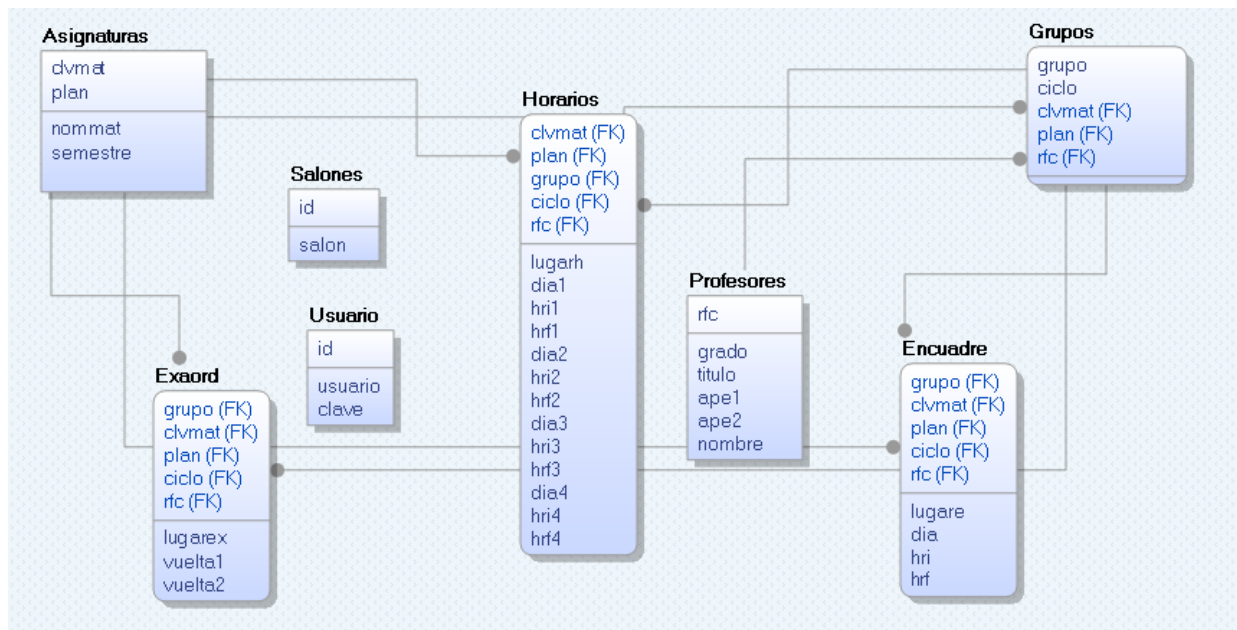 Asignaturas
clvmat
plan
nommat
semestre
Salones
id
salon
Usuario
id
usuario
clave
Exaord
grupo (FK)
clvmat (FK)
plan (FK)
ciclo (FK)
rfc (FK)
lugarex
vuelta1
vuelta2
Horarios
clvmat (FK)
plan (FK)
grupo (FK)
ciclo (FK)
rfc (FK)
lugarh
dia1
hri1
hrf1
dia2
hri2
hrf2
dia3
hri3
hrf3
dia4
hri4
hrf4
Profesores
rfc
grado
titulo
ape1
ape2
nombre
Grupos
grupo
ciclo
clvmat (FK)
plan (FK)
rfc (FK)
Encuadre
grupo (FK)
clvmat (FK)
plan (FK)
ciclo (FK)
rfc (FK)
lugare
dia
hri
hrf